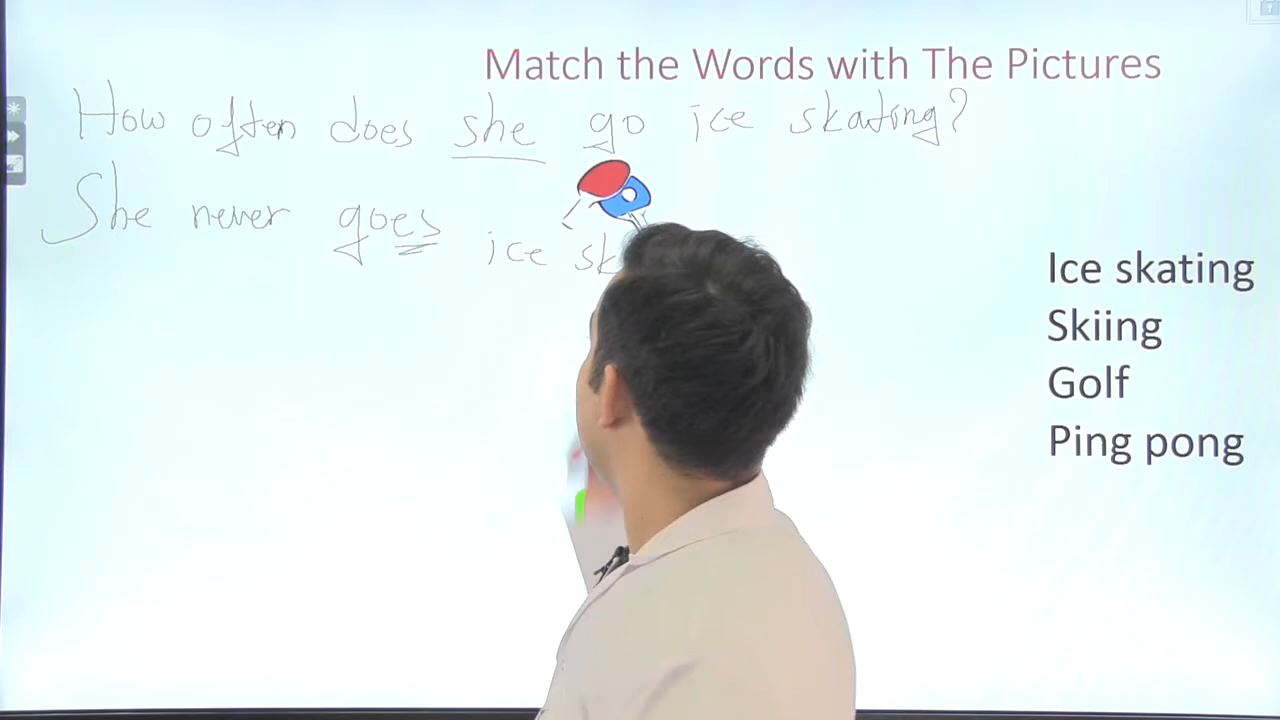 Match the Words with The Pictures
How often does she go ice skating?
She never goes ice
Ice skating
Skiing
Golf
Ping pong